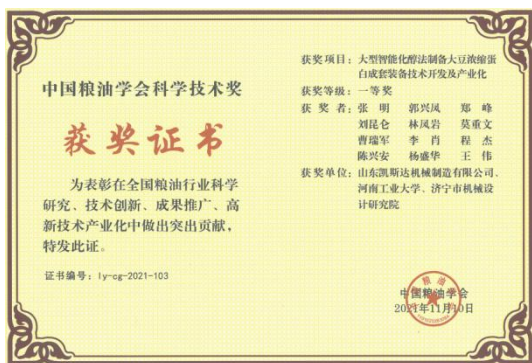 中国粮油学会科学技术奖
获奖证书
为表彰在全国粮油行业科学
研究、技术创新、成果推广、高
新技术产业化中做出突出贡献，
特发此证。
证书编号：ly-cg-2021-103
获奖项目：大型智能化醇法制备大豆浓缩蛋
白成套装备技术开发及产业化
获奖等级：一等奖
获 奖 者：张 明 郭兴凤 郑 峰
刘昆仑 林凤岩 莫重文
曹瑞军 李 肖 程 杰
陈兴安 杨盛华 王 伟
获奖单位：山东凯斯达机械制造有限公司、
河南工业大学、济宁市机械设
计研究院
中国粮油学会
2021年11月10日